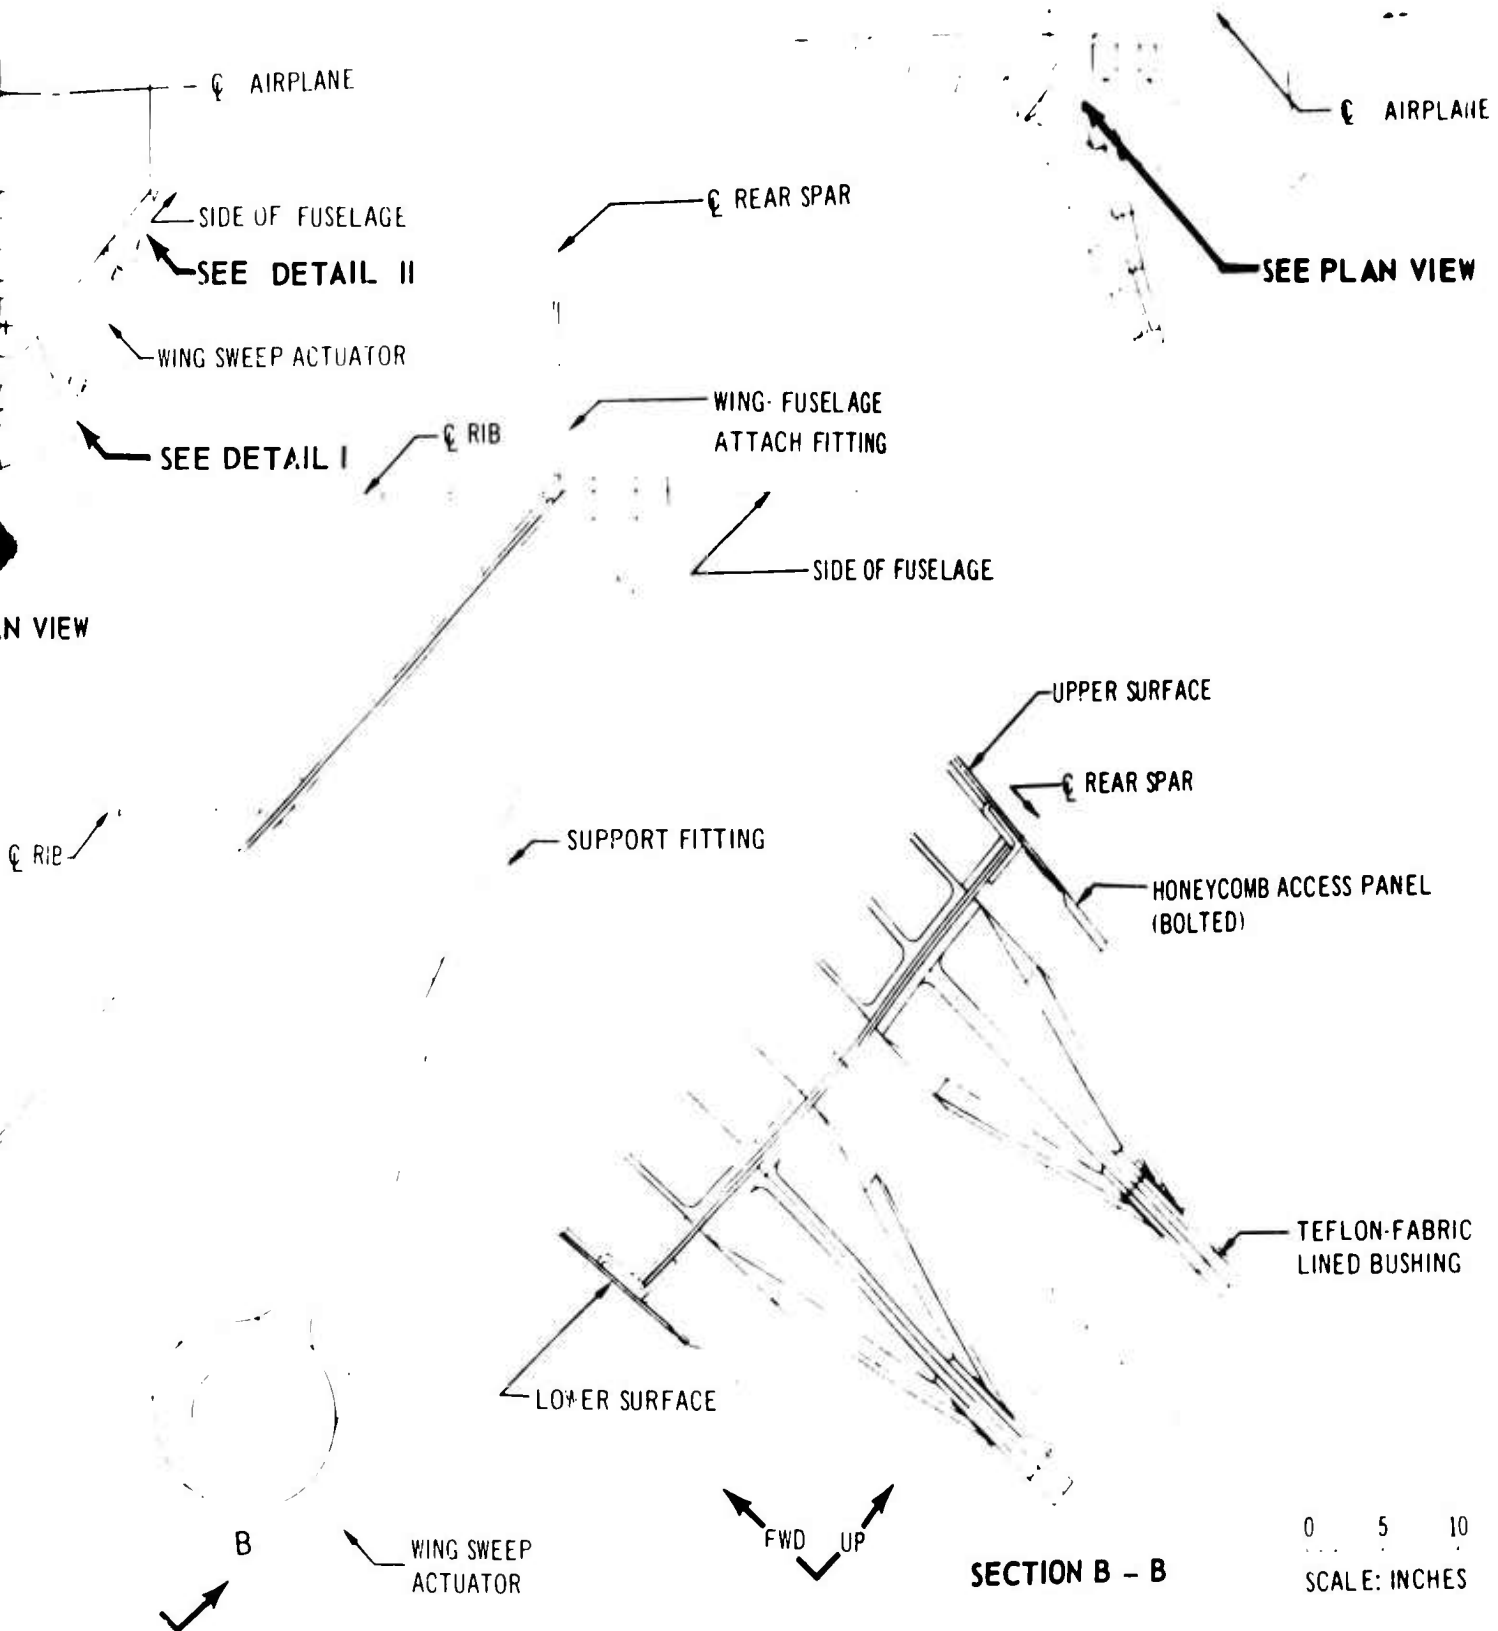 ℄ AIRPLANE
℄ AIRPLANE
SIDE OF FUSELAGE
℄ REAR SPAR
SEE DETAIL II
SEE PLAN VIEW
WING SWEEP ACTUATOR
WING-FUSELAGE
ATTACH FITTING
℄ RIB
SEE DETAIL I
SIDE OF FUSELAGE
N VIEW
UPPER SURFACE
℄ REAR SPAR
SUPPORT FITTING
℄ RIB
HONEYCOMB ACCESS PANEL
(BOLTED)
TEFLON-FABRIC
LINED BUSHING
LOWER SURFACE
B
WING SWEEP
ACTUATOR
FWD UP
SECTION B - B
0 5 10
SCALE: INCHES